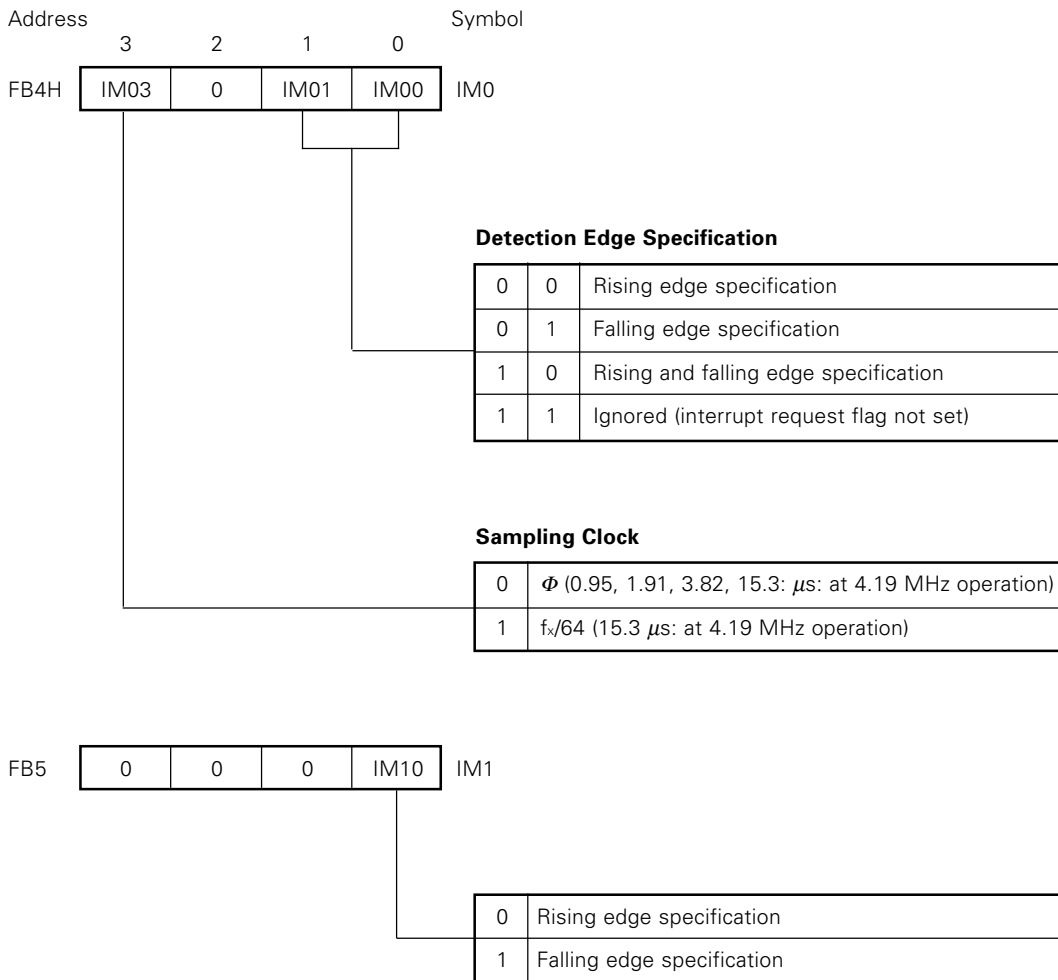 Address Symbol
3 2 1 0
FB4H IM03 0 IM01 IM00 IM0
Detection Edge Specification
0 0 Rising edge specification
0 1 Falling edge specification
1 0 Rising and falling edge specification
1 1 Ignored (interrupt request flag not set)
Sampling Clock
0 Φ (0.95, 1.91, 3.82, 15.3: μs: at 4.19 MHz operation)
1 fx/64 (15.3 μs: at 4.19 MHz operation)
FB5 0 0 0 IM10 IM1
0 Rising edge specification
1 Falling edge specification